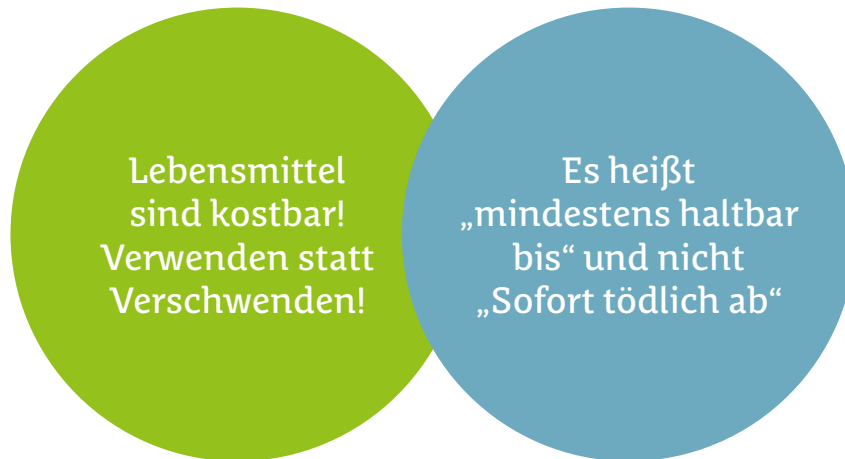 Lebensmittel
sind kostbar!
Verwenden statt
Verschwenden!
Es heißt
„mindestens haltbar
bis“ und nicht
„Sofort tödlich ab“